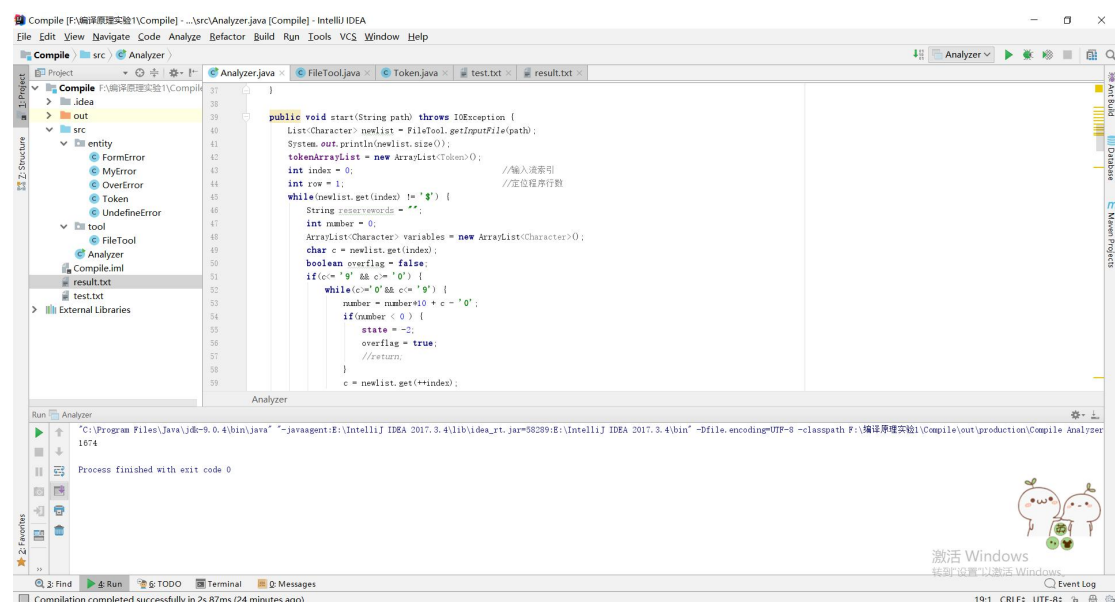 Compile [F:\编译原理实验1\Compile] - ...\src\Analyzer.java [Compile] - IntelliJ IDEA
File Edit View Navigate Code Analyze Refactor Build Run Tools VCS Window Help
Compile src Analyzer Analyzer
Project
Analyzer.java FileTool.java Token.java test.txt result.txt
1: Project
Z: Structure
2: Favorites
Compile F:\编译原理实验1\Compile
.idea
out
src
entity
FormError
MyError
OverError
Token
UndefineError
tool
FileTool
Analyzer
Compile.iml
result.txt
test.txt
External Libraries
37 }
38
39 public void start(String path) throws IOException {
40 List<Character> newlist = FileTool.getInputFile(path);
41 System.out.println(newlist.size());
42 tokenArrayList = new ArrayList<Token>();
43 int index = 0; //输入流索引
44 int row = 1; //定位程序行数
45 while(newlist.get(index) != '$') {
46 String reservewords = "";
47 int number = 0;
48 ArrayList<Character> variables = new ArrayList<Character>();
49 char c = newlist.get(index);
50 boolean overflag = false;
51 if(c<= '9' && c>= '0') {
52 while(c>='0'&& c<= '9') {
53 number = number*10 + c - '0';
54 if(number < 0 ) {
55 state = -2;
56 overflag = true;
57 //return;
58 }
59 c = newlist.get(++index);
Analyzer
Ant Build
Database
Maven Projects
Run Analyzer
"C:\Program Files\Java\jdk-9.0.4\bin\java" "-javaagent:E:\IntelliJ IDEA 2017.3.4\lib\idea_rt.jar=58289:E:\IntelliJ IDEA 2017.3.4\bin" -Dfile.encoding=UTF-8 -classpath F:\编译原理实验1\Compile\out\production\Compile Analyzer
1674
Process finished with exit code 0
激活 Windows
转到"设置"以激活 Windows。
3: Find 4: Run 6: TODO Terminal 0: Messages Event Log
Compilation completed successfully in 2s 87ms (24 minutes ago) 19:1 CRLF: UTF-8: